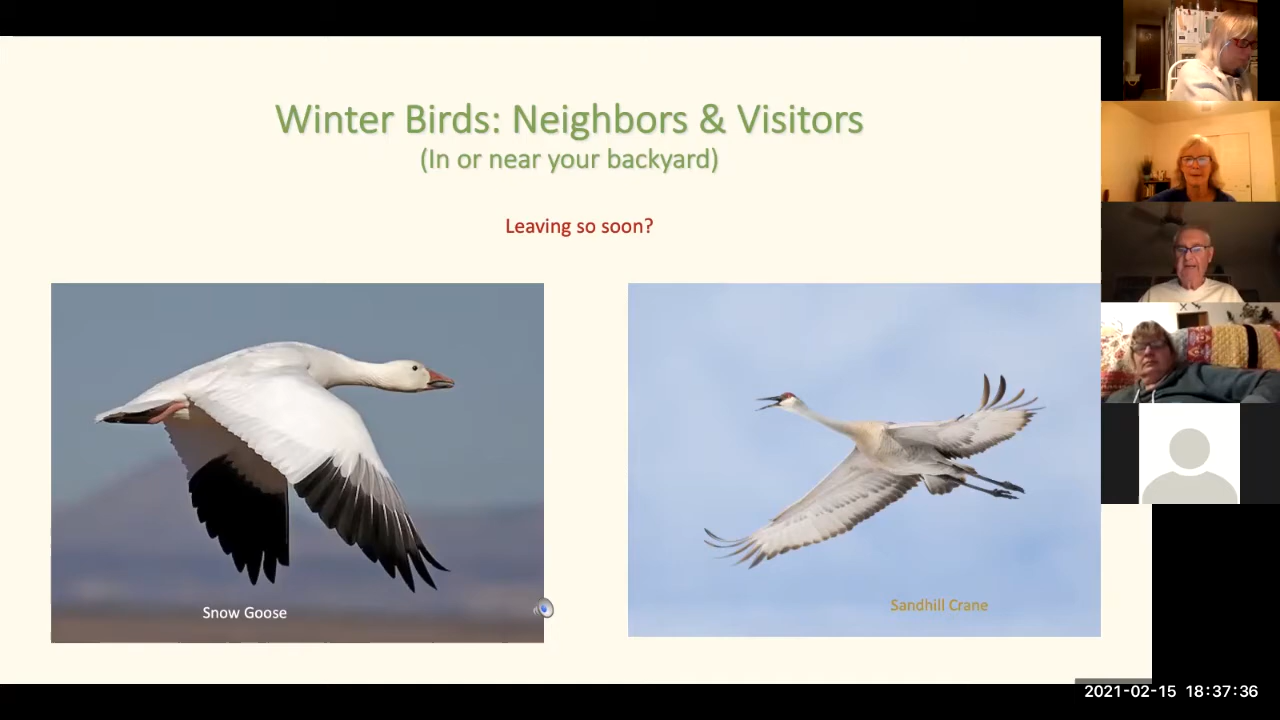 Winter Birds: Neighbors & Visitors
(In or near your backyard)
Leaving so soon?
Snow Goose
Sandhill Crane
2021-02-15 18:37:36